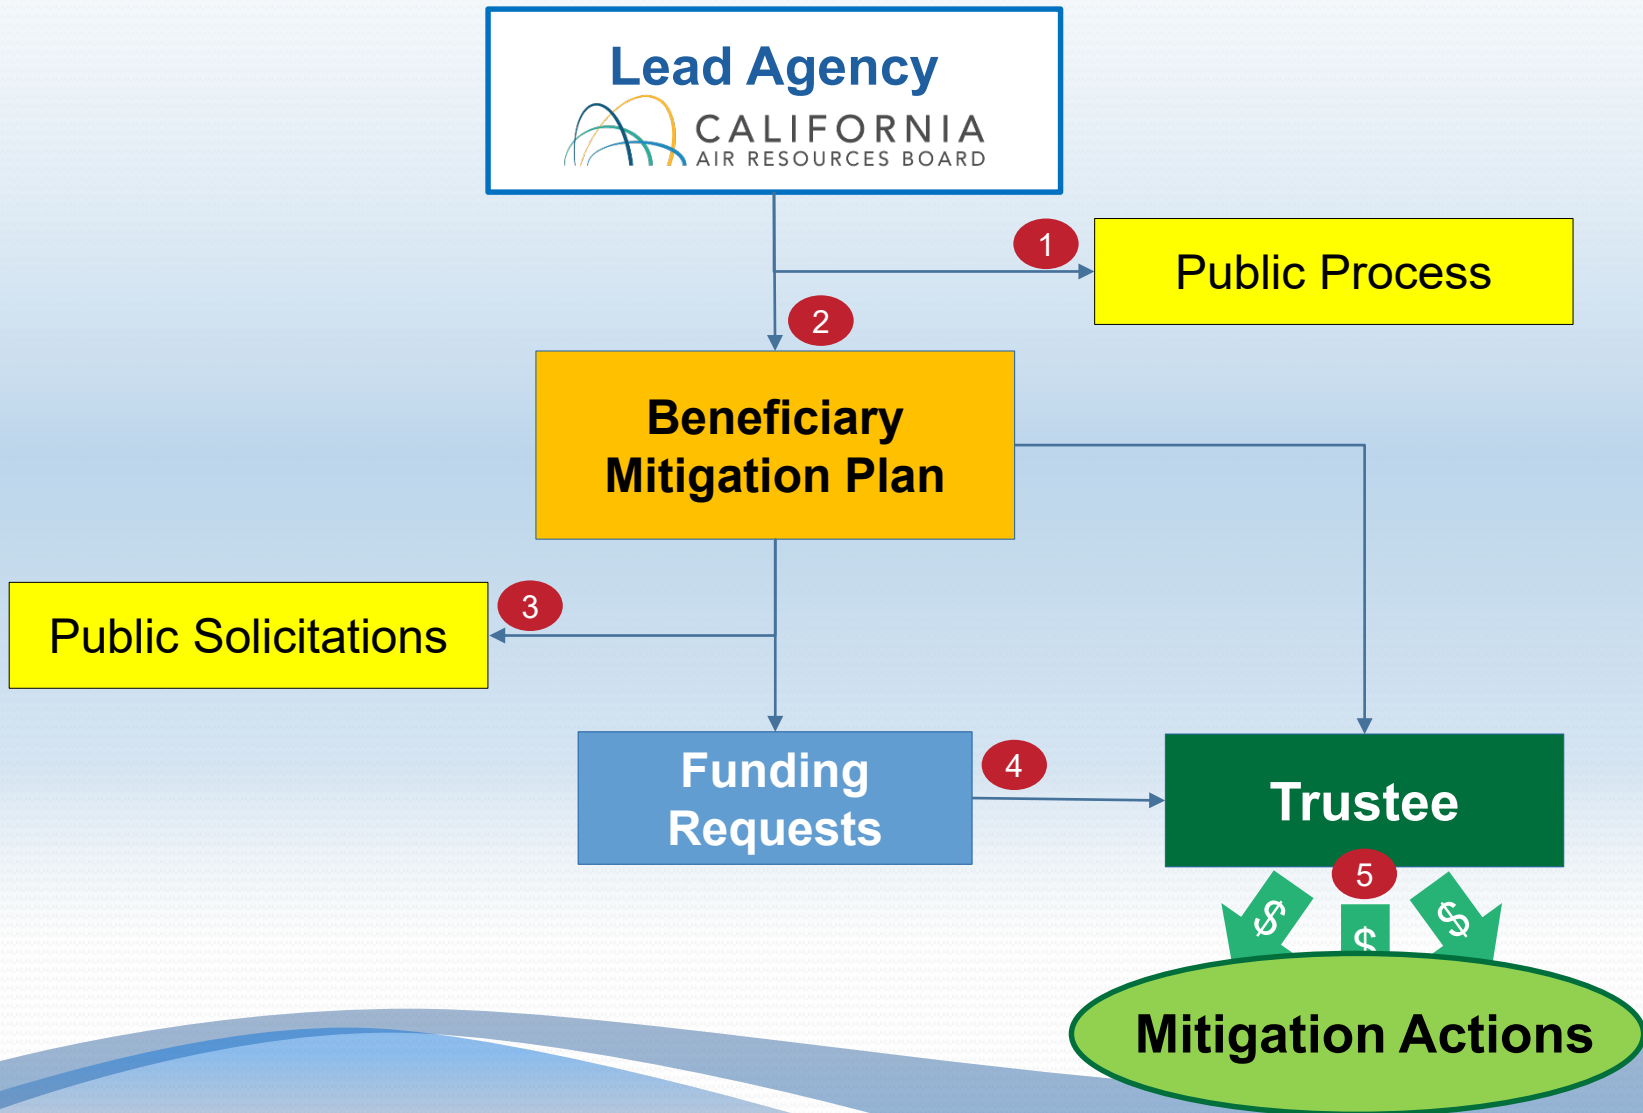 Lead Agency
CALIFORNIA
AIR RESOURCES BOARD
1
Public Process
2
Beneficiary
Mitigation Plan
3
Public Solicitations
Funding
Requests
4
Trustee
5
$
$
$
Mitigation Actions